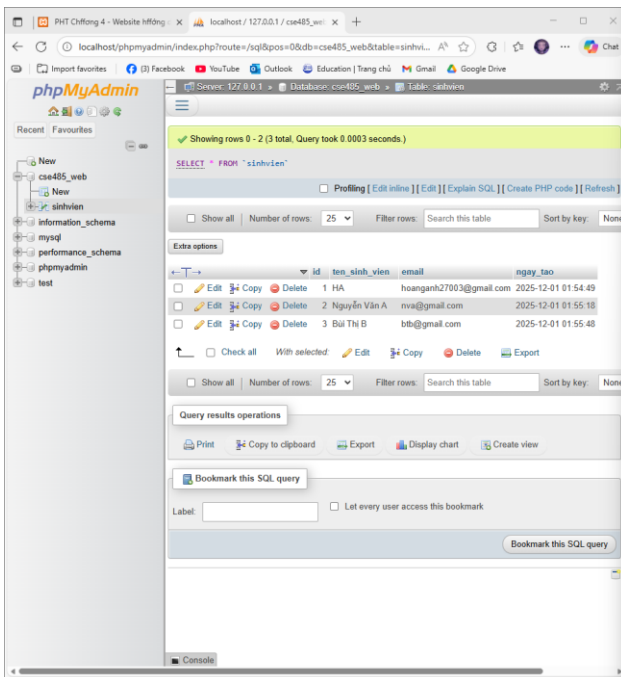 PHT Chffơng 4 - Website hffóng
localhost / 127.0.0.1 / cse485_wel
localhost/phpmyadmin/index.php?route=/sql&pos=0&db=cse485_web&table=sinhvi...
Chat
Import favorites (3) Facebook YouTube Outlook Education | Trang chủ Gmail Google Drive
phpMyAdmin
Recent Favourites
New
cse485_web
New
sinhvien
information_schema
mysql
performance_schema
phpmyadmin
test
Server: 127.0.0.1 » Database: cse485_web » Table: sinhvien
Showing rows 0 - 2 (3 total, Query took 0.0003 seconds.)
SELECT * FROM `sinhvien`
Profiling [ Edit inline ] [ Edit ] [ Explain SQL ] [ Create PHP code ] [ Refresh ]
Show all Number of rows: 25 Filter rows: Search this table Sort by key: None
Extra options
←T→ id ten_sinh_vien email ngay_tao
Edit Copy Delete 1 HA hoanganh27003@gmail.com 2025-12-01 01:54:49
Edit Copy Delete 2 Nguyễn Văn A nva@gmail.com 2025-12-01 01:55:18
Edit Copy Delete 3 Bùi Thị B btb@gmail.com 2025-12-01 01:55:48
Check all With selected: Edit Copy Delete Export
Show all Number of rows: 25 Filter rows: Search this table Sort by key: None
Query results operations
Print Copy to clipboard Export Display chart Create view
Bookmark this SQL query
Label: Let every user access this bookmark
Bookmark this SQL query
Console